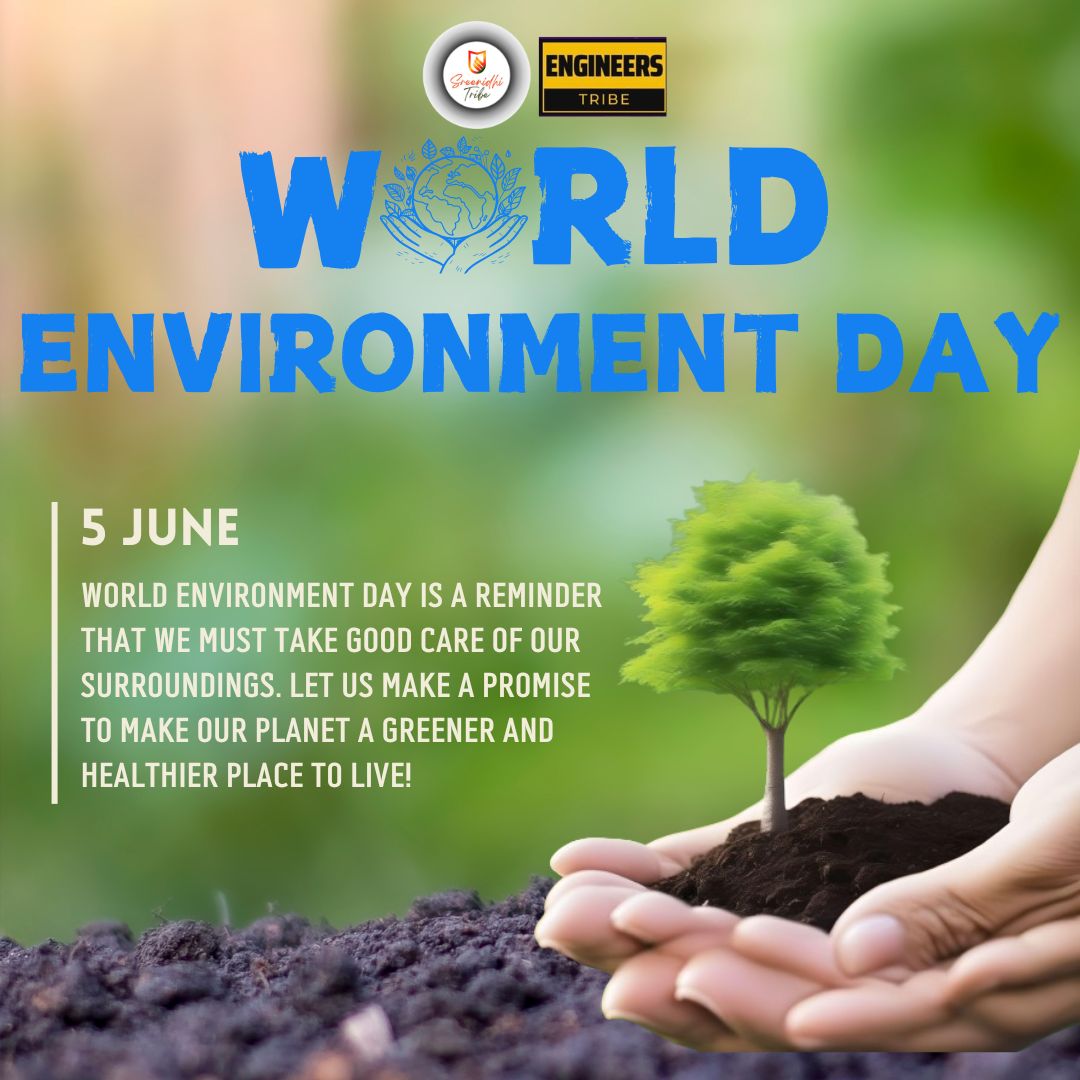 Sreenidhi
Tribe
ENGINEERS
TRIBE
WORLD
ENVIRONMENT DAY
5 JUNE
WORLD ENVIRONMENT DAY IS A REMINDER
THAT WE MUST TAKE GOOD CARE OF OUR
SURROUNDINGS. LET US MAKE A PROMISE
TO MAKE OUR PLANET A GREENER AND
HEALTHIER PLACE TO LIVE!